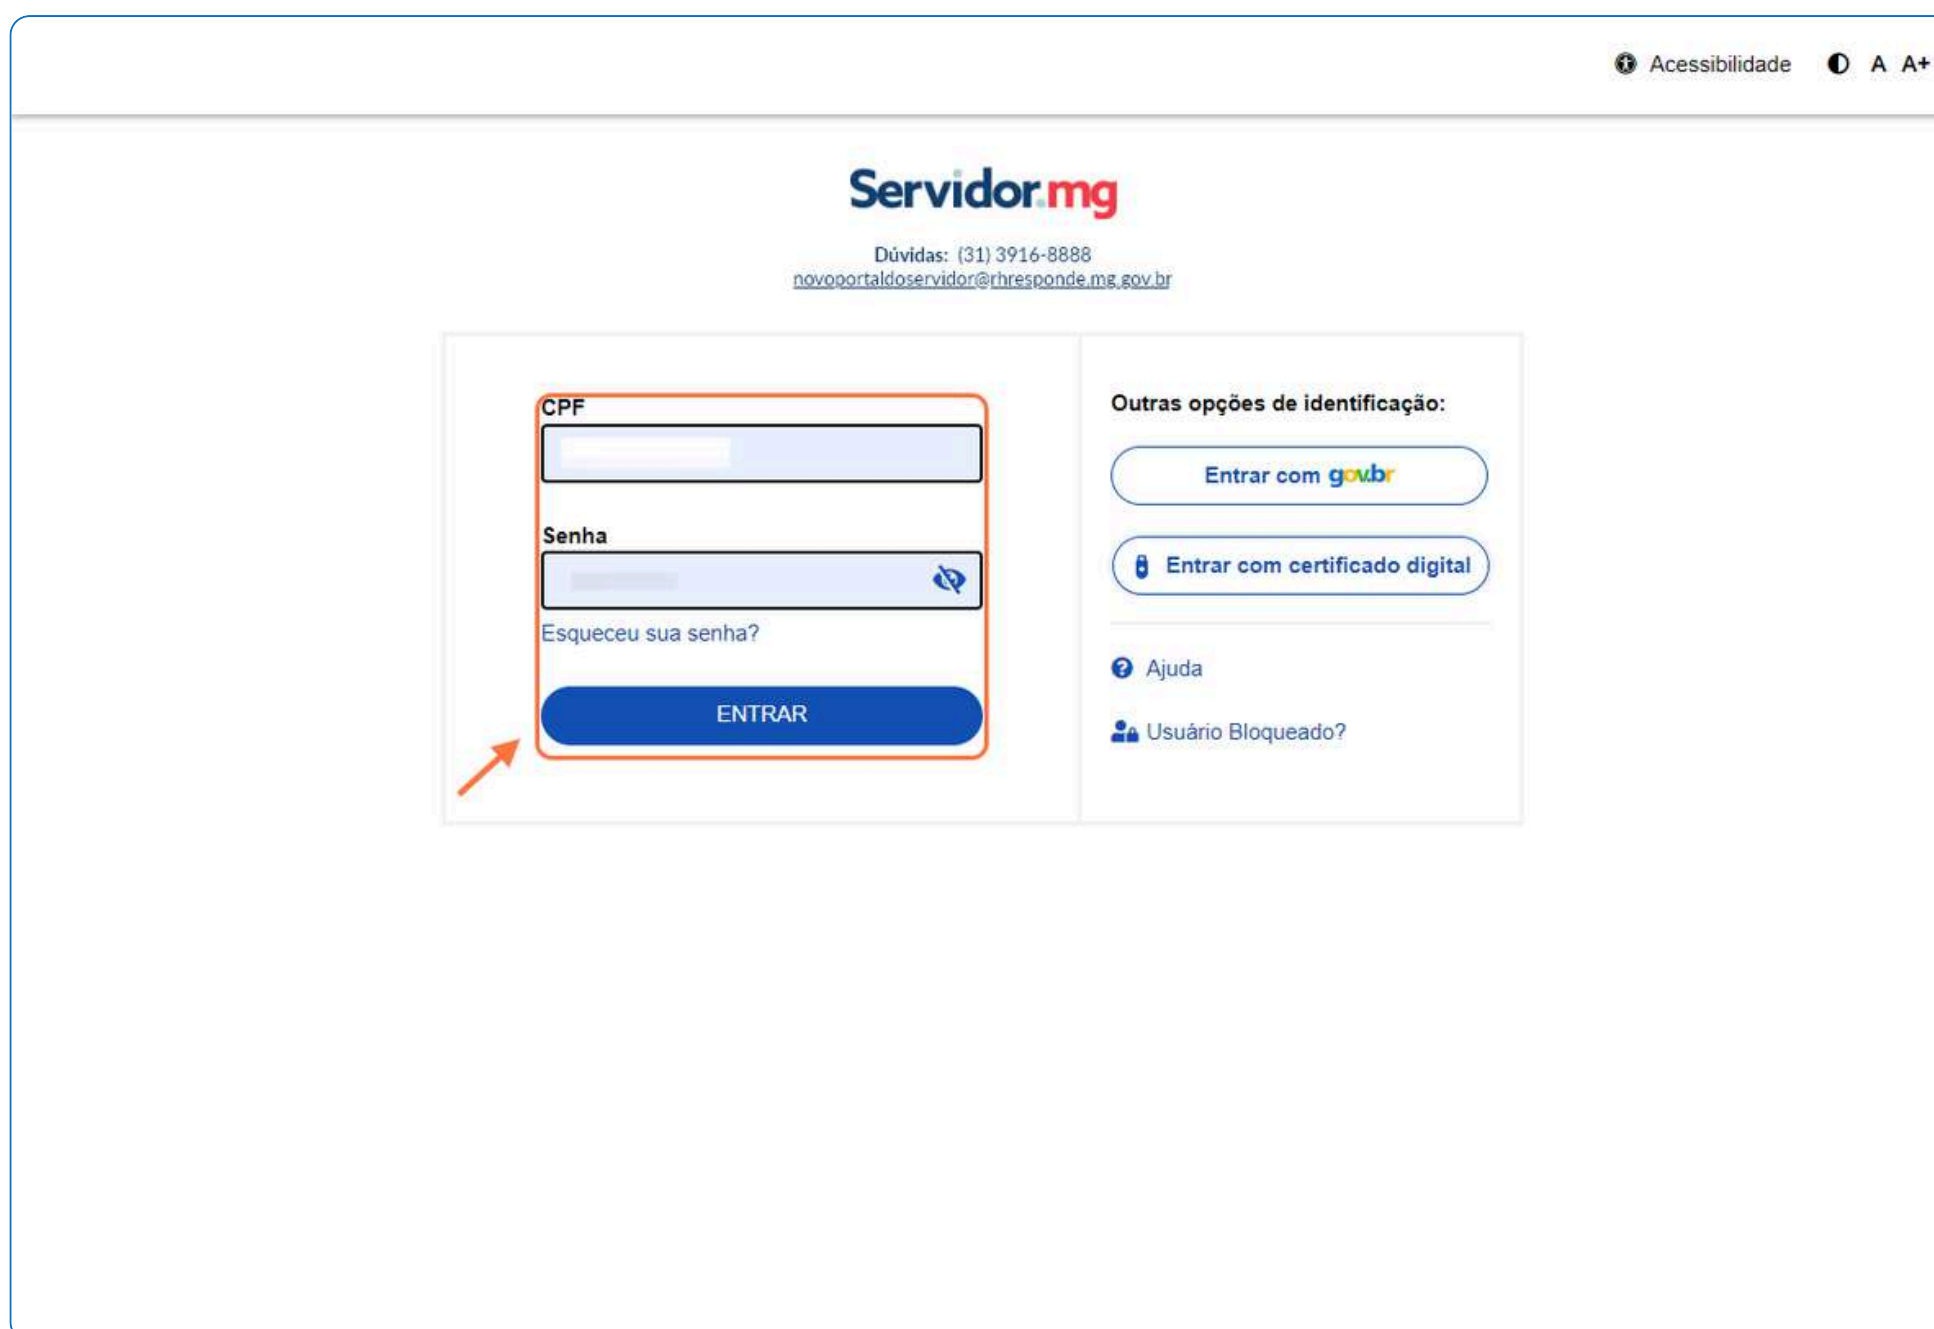 Acessibilidade A A+
Servidor.mg
Dúvidas: (31) 3916-8888
novoportaldoservidor@rhresponde.mg.gov.br
CPF
Senha
Esqueceu sua senha?
ENTRAR
Outras opções de identificação:
Entrar com gov.br
Entrar com certificado digital
Ajuda
Usuário Bloqueado?